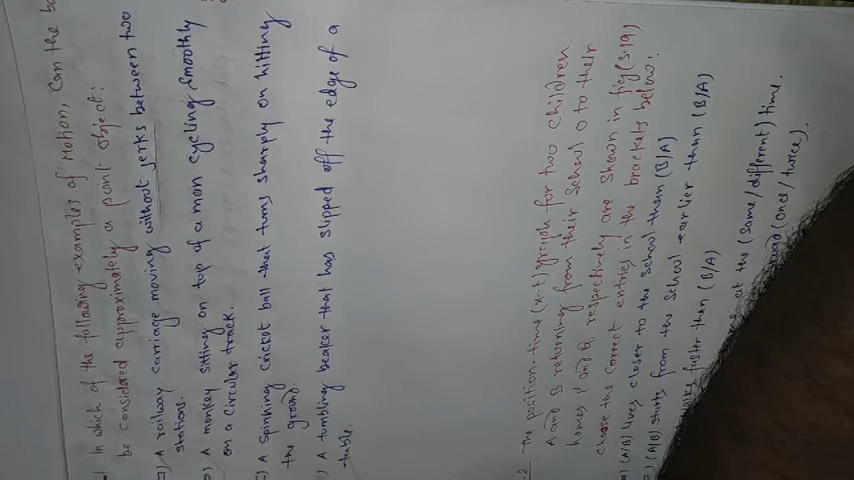 1 In which of the following examples of Motion, Can the bo
be considered approximately a point object:
a) A railway carriage moving without jerks between two
stations.
b) A monkey sitting on top of a man cycling smoothly
on a circular track.
c) A spinning cricket ball that turns sharply on hitting
the ground.
) A tumbling beaker that has slipped off the edge of a
table.
-2 The position-time (x-t) graph for two children
A and B returning from their School O to their
homes P and Q respectively are shown in fig (3.19)
choose the correct entries in the brackets below:
a) (A/B) lives closer to the school than (B/A)
) (A/B) starts from the School earlier than (B/A)
walks faster than (B/A)
at the (same/different) time.
road (once/twice).